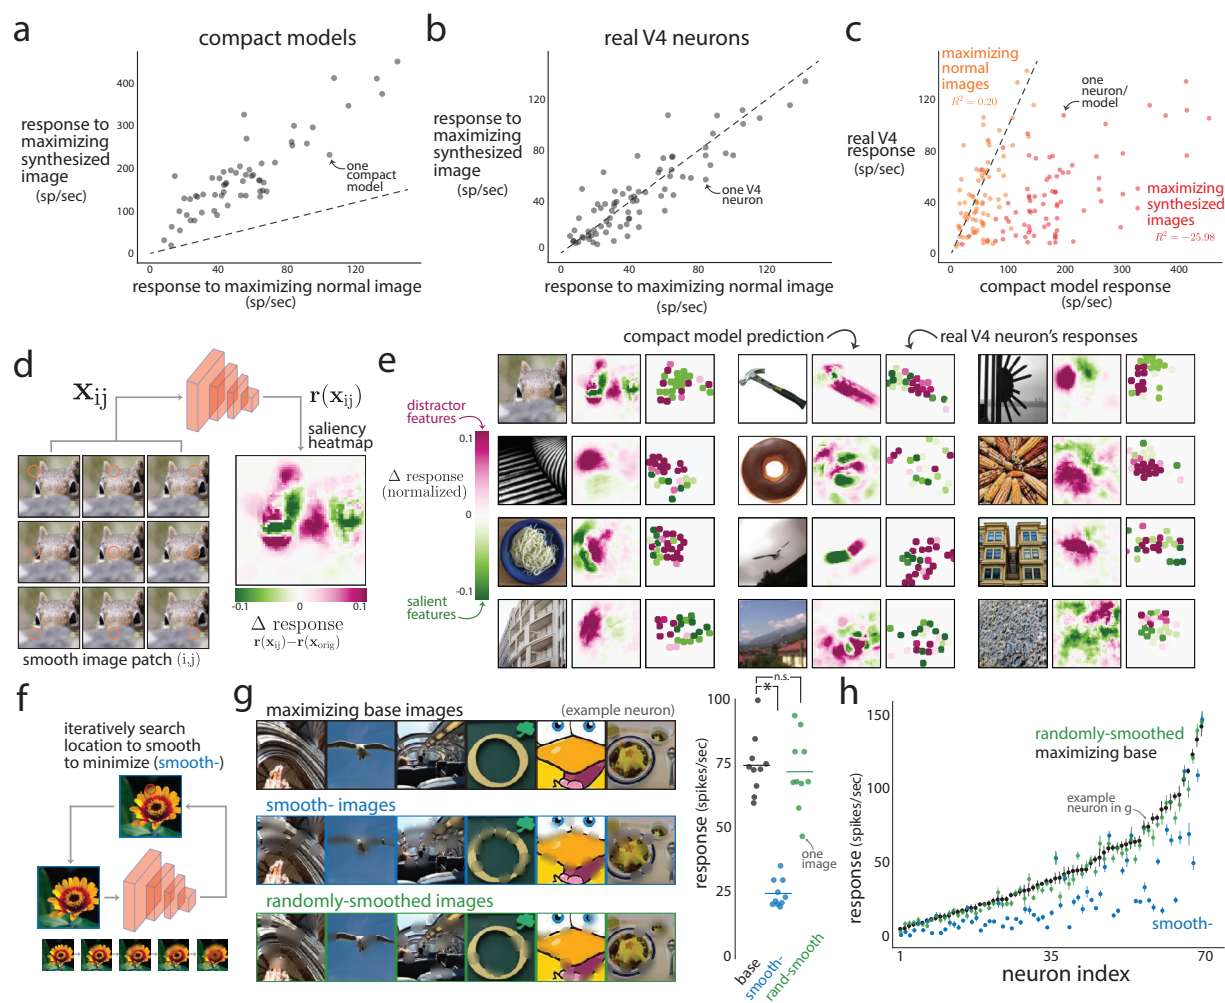 a
compact models
response to
maximizing
synthesized
image
(sp/sec)
400
300
200
100
0
one
compact
model
0
40
80
120
response to maximizing normal image
(sp/sec)
b
real V4 neurons
response to
maximizing
synthesized
image
(sp/sec)
120
80
40
0
one V4
neuron
0
40
80
120
response to maximizing normal image
(sp/sec)
c
maximizing
normal
images
R² = 0.20
one
neuron/
model
real V4
response
(sp/sec)
120
80
40
0
maximizing
synthesized
images
R² = −25.98
0
100
200
300
400
compact model response
(sp/sec)
d
x_ij
r(x_ij)
saliency
heatmap
smooth image patch (i,j)
-0.1
0
0.1
Δ response
r(x_ij)−r(x_orig)
e
compact model prediction
real V4 neuron's responses
distractor
features
0.1
Δ response
(normalized)
0
-0.1
salient
features
f
iteratively search
location to smooth
to minimize (smooth-)
g
maximizing base images
(example neuron)
smooth- images
randomly-smoothed images
n.s.
*
100
75
50
25
0
response (spikes/sec)
one
image
base
smooth-
rand-smooth
h
150
100
50
0
response (spikes/sec)
randomly-smoothed
maximizing base
example
neuron in g
smooth-
1
35
70
neuron index